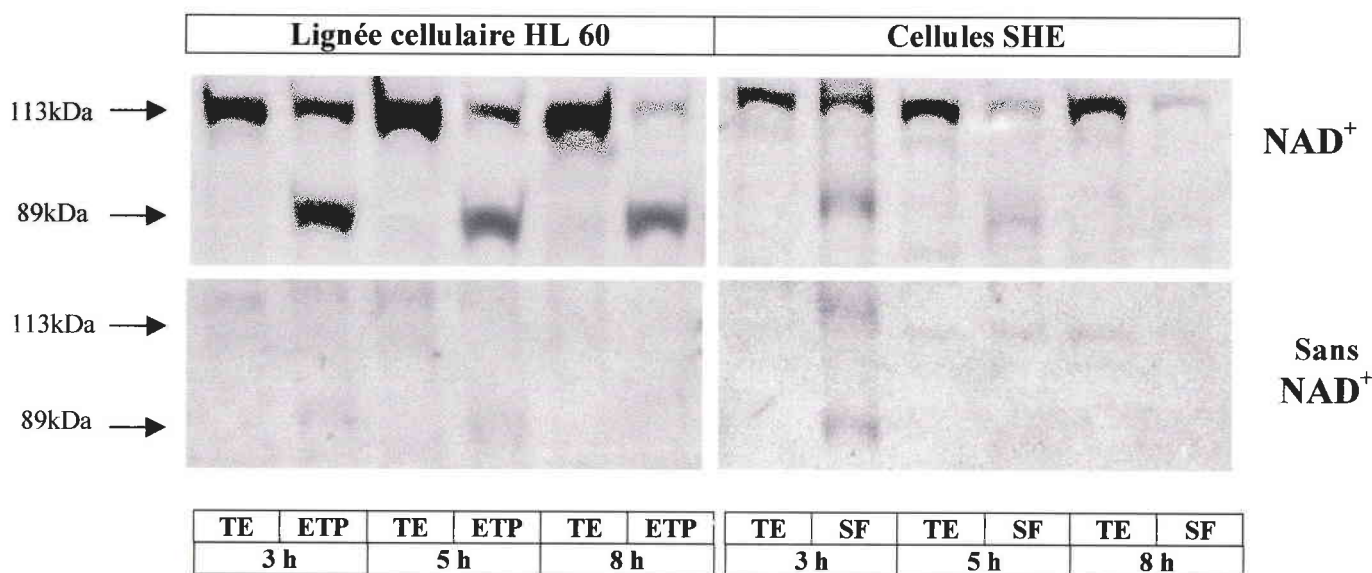 Lignée cellulaire HL 60 Cellules SHE
113kDa
89kDa
NAD+
113kDa
89kDa
Sans
NAD+
TE ETP TE ETP TE ETP TE SF TE SF TE SF
3 h 5 h 8 h 3 h 5 h 8 h